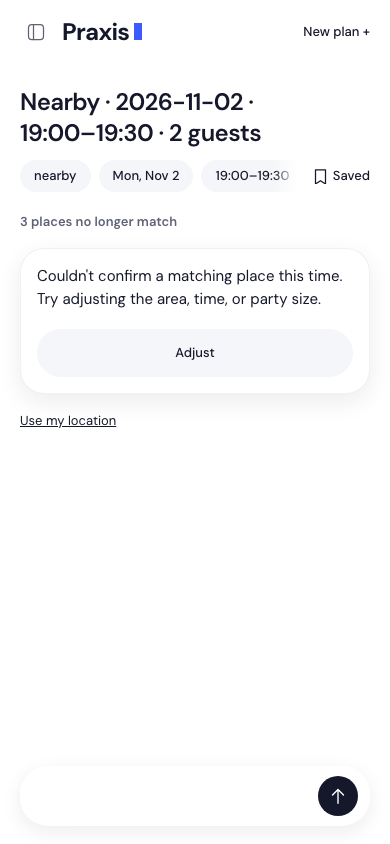 Praxis
New plan +
Nearby · 2026-11-02 ·
19:00–19:30 · 2 guests
nearby
Mon, Nov 2
19:00–19:30
Saved
3 places no longer match
Couldn't confirm a matching place this time.
Try adjusting the area, time, or party size.
Adjust
Use my location